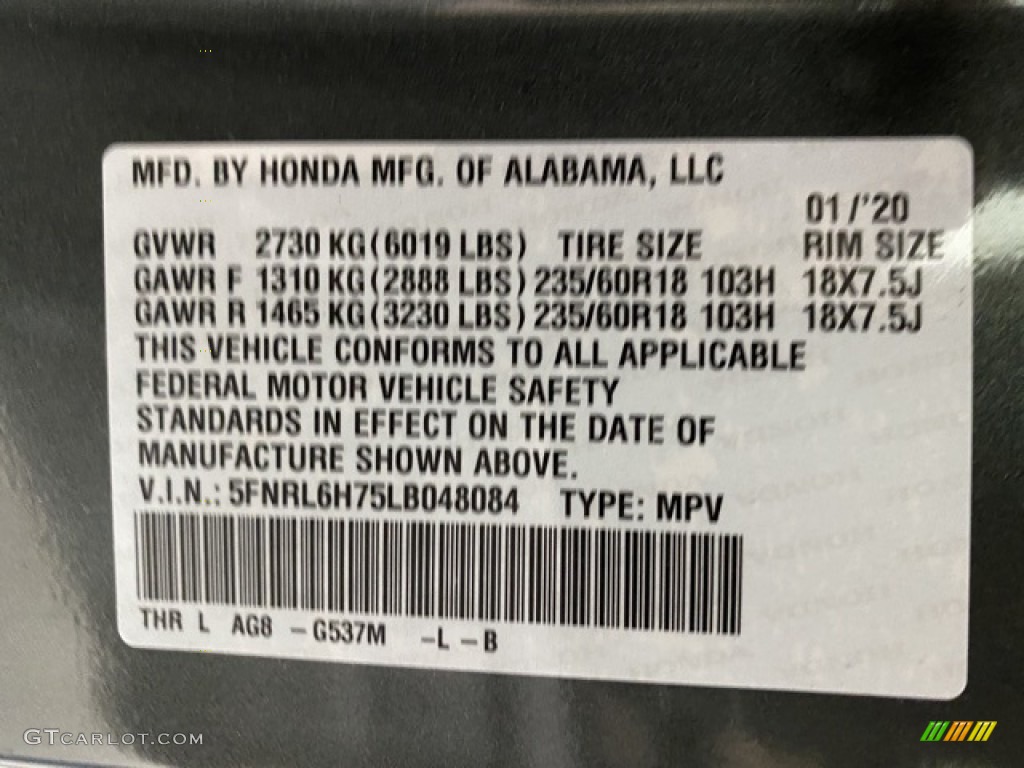 MFD. BY HONDA MFG. OF ALABAMA, LLC
01/'20
GVWR 2730 KG(6019 LBS) TIRE SIZE RIM SIZE
GAWR F 1310 KG(2888 LBS) 235/60R18 103H 18X7.5J
GAWR R 1465 KG(3230 LBS) 235/60R18 103H 18X7.5J
THIS VEHICLE CONFORMS TO ALL APPLICABLE
FEDERAL MOTOR VEHICLE SAFETY
STANDARDS IN EFFECT ON THE DATE OF
MANUFACTURE SHOWN ABOVE.
V.I.N.: 5FNRL6H75LB048084 TYPE: MPV
THR L AG8 -G537M -L-B
GTCARLOT.COM